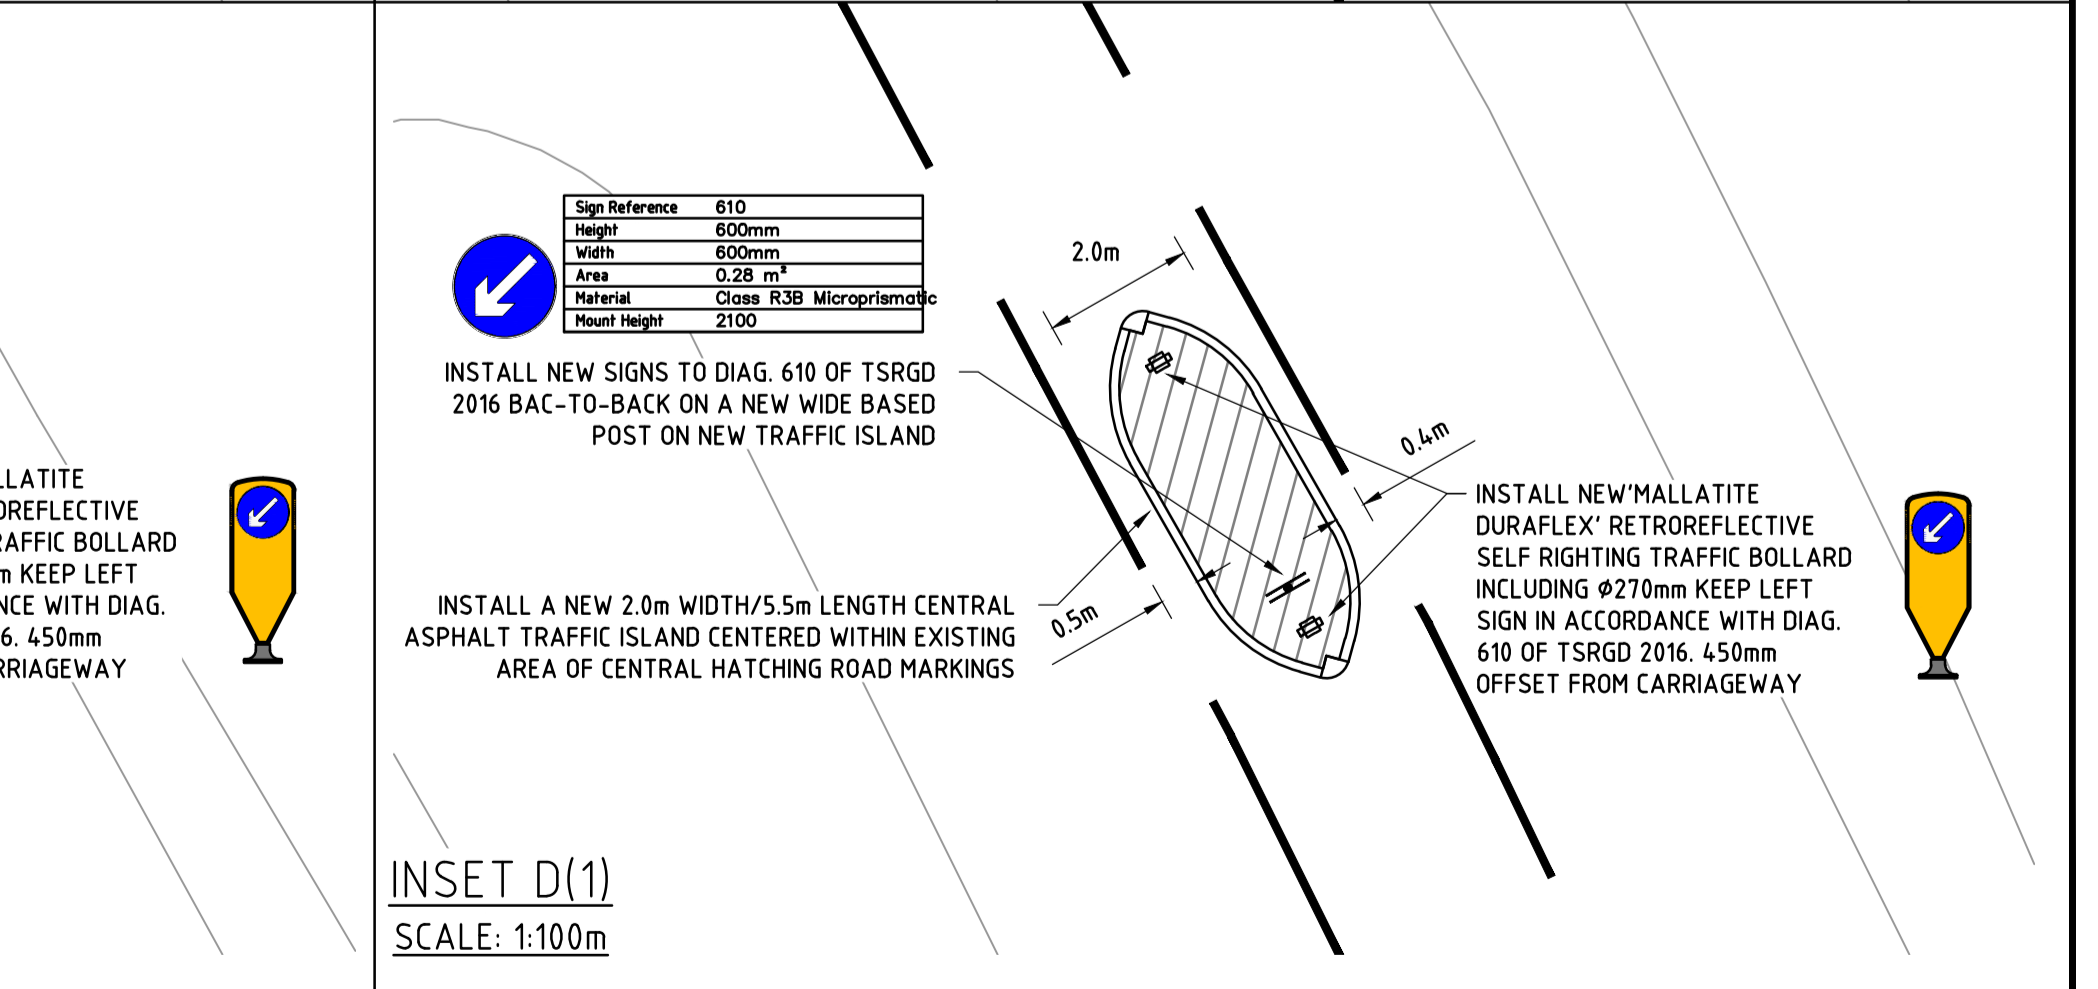 LLATITE
OREFLECTIVE
RAFFIC BOLLARD
m KEEP LEFT
NCE WITH DIAG.
6. 450mm
RRIAGEWAY
Sign Reference 610
Height 600mm
Width 600mm
Area 0.28 m²
Material Class R3B Microprismatic
Mount Height 2100
INSTALL NEW SIGNS TO DIAG. 610 OF TSRGD
2016 BAC-TO-BACK ON A NEW WIDE BASED
POST ON NEW TRAFFIC ISLAND
INSTALL A NEW 2.0m WIDTH/5.5m LENGTH CENTRAL
ASPHALT TRAFFIC ISLAND CENTERED WITHIN EXISTING
AREA OF CENTRAL HATCHING ROAD MARKINGS
2.0m
0.4m
0.5m
INSTALL NEW'MALLATITE
DURAFLEX' RETROREFLECTIVE
SELF RIGHTING TRAFFIC BOLLARD
INCLUDING Ø270mm KEEP LEFT
SIGN IN ACCORDANCE WITH DIAG.
610 OF TSRGD 2016. 450mm
OFFSET FROM CARRIAGEWAY
INSET D(1)
SCALE: 1:100m